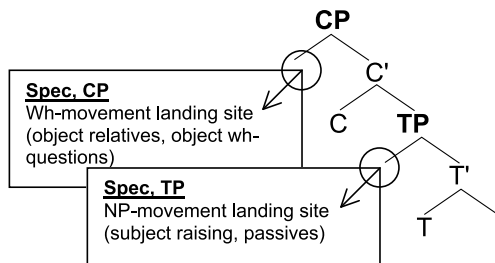 CP
C'
Spec, CP
Wh-movement landing site
(object relatives, object wh-
questions)
C
TP
Spec, TP
NP-movement landing site
(subject raising, passives)
T'
T